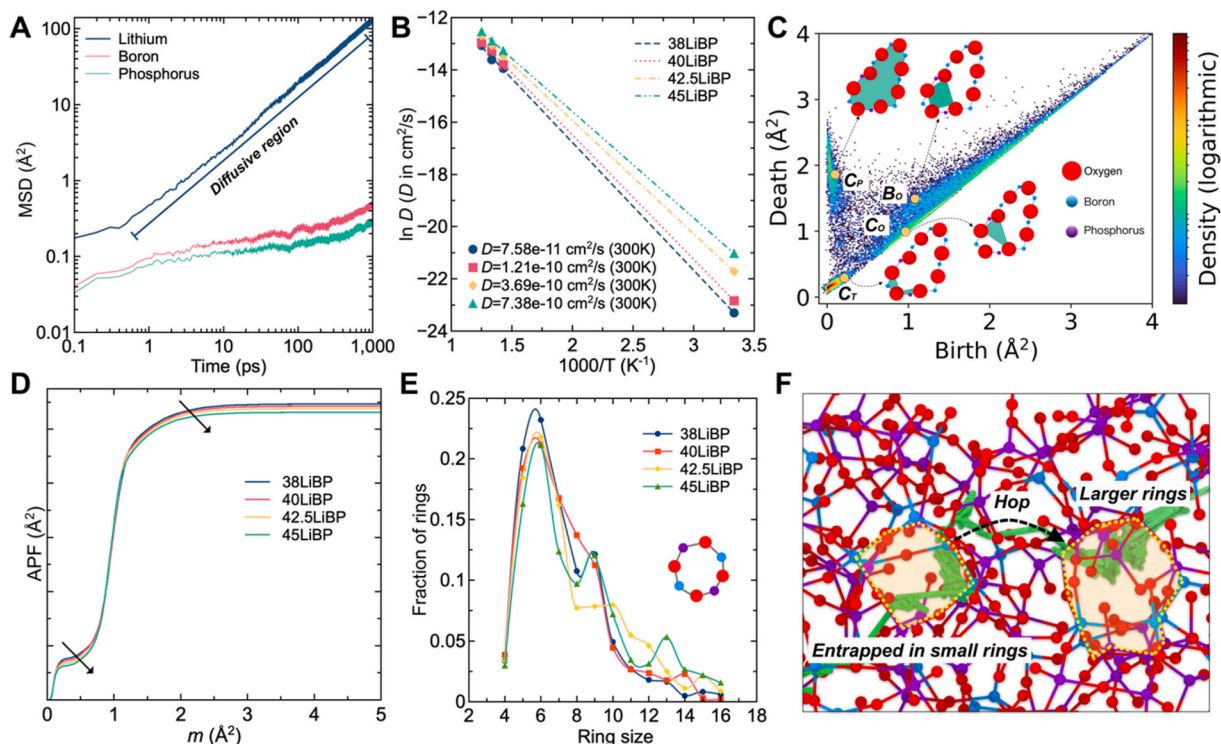 A
MSD (Å²)
100
10
1
0.1
0.01
Lithium
Boron
Phosphorus
Diffusive region
0.1
1
10
100
1,000
Time (ps)
B
ln D (D in cm²/s)
-12
-14
-16
-18
-20
-22
-24
38LiBP
40LiBP
42.5LiBP
45LiBP
D=7.58e-11 cm²/s (300K)
D=1.21e-10 cm²/s (300K)
D=3.69e-10 cm²/s (300K)
D=7.38e-10 cm²/s (300K)
1
1.5
2
2.5
3
3.5
1000/T (K⁻¹)
C
Death (Å²)
4
3
2
1
0
C_P
B_O
C_O
C_T
Oxygen
Boron
Phosphorus
0
1
2
3
4
Birth (Å²)
Density (logarithmic)
D
APF (Å²)
38LiBP
40LiBP
42.5LiBP
45LiBP
0
1
2
3
4
5
m (Å²)
E
Fraction of rings
0.25
0.20
0.15
0.10
0.05
0
38LiBP
40LiBP
42.5LiBP
45LiBP
2
4
6
8
10
12
14
16
18
Ring size
F
Hop
Larger rings
Entrapped in small rings